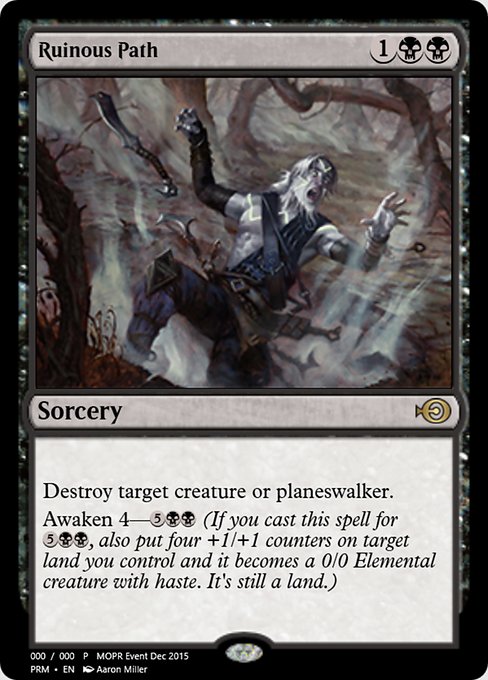 Ruinous Path 1
Sorcery
Destroy target creature or planeswalker.
Awaken 4—5 (If you cast this spell for
5, also put four +1/+1 counters on target
land you control and it becomes a 0/0 Elemental
creature with haste. It's still a land.)
000 / 000 P MOPR Event Dec 2015
PRM • EN Aaron Miller